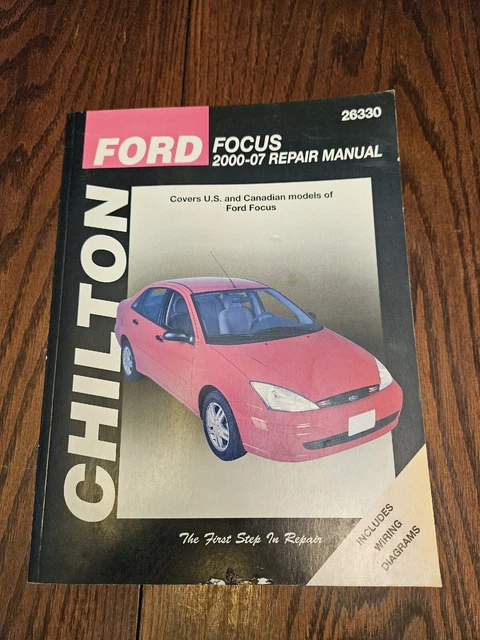 26330
FORD
FOCUS
2000-07 REPAIR MANUAL
CHILTON
Covers U.S. and Canadian models of
Ford Focus
The First Step In Repair
INCLUDES
WIRING
DIAGRAMS